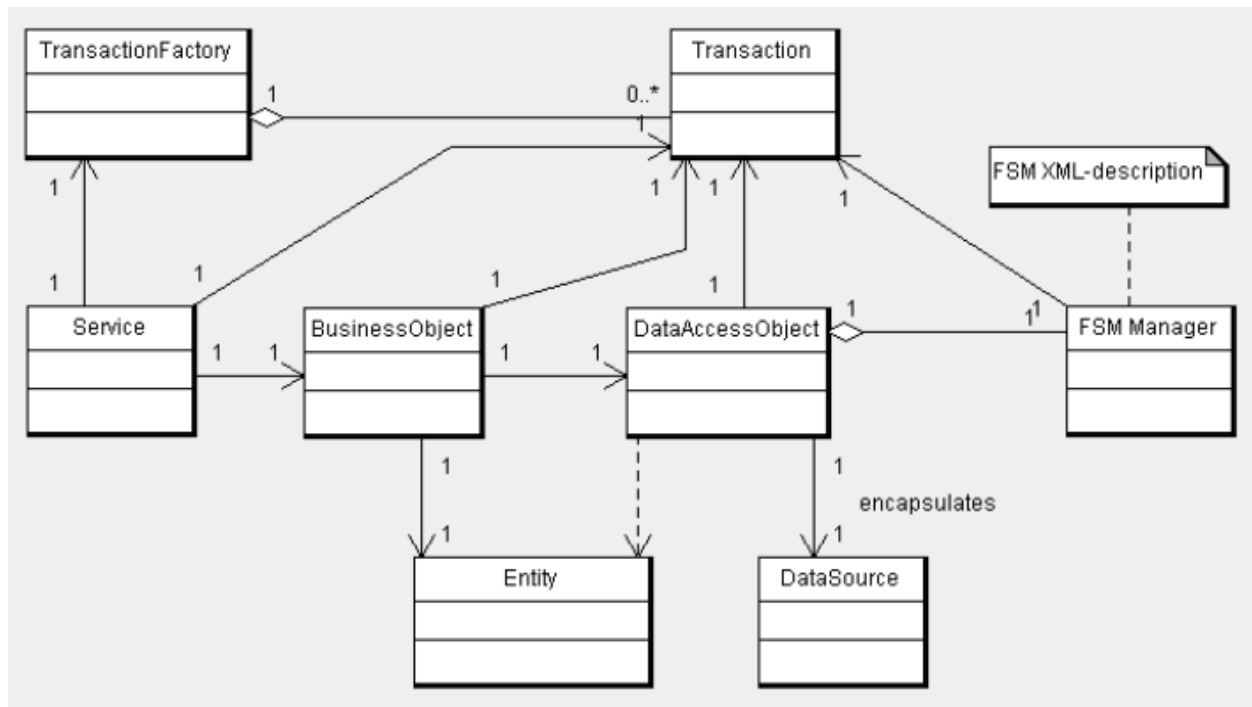 TransactionFactory
Transaction
1
0..*
1
FSM XML-description
1
1
1
1
1
1
1
1
1
Service
BusinessObject
DataAccessObject
1
1
1
FSM Manager
1
1
1
1
1
1
encapsulates
1
1
Entity
DataSource